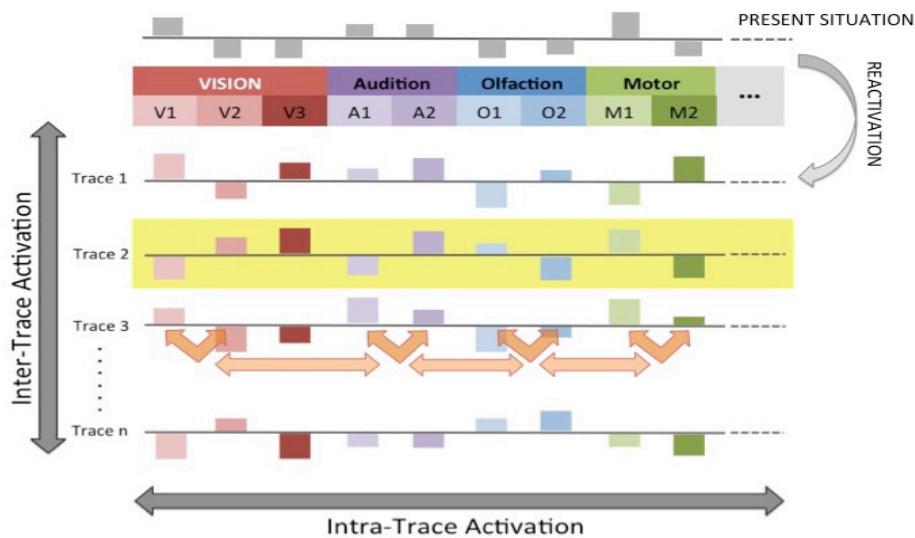 PRESENT SITUATION
REACTIVATION
VISION Audition Olfaction Motor ...
V1 V2 V3 A1 A2 O1 O2 M1 M2
Inter-Trace Activation
Trace 1
Trace 2
Trace 3
Trace n
Intra-Trace Activation